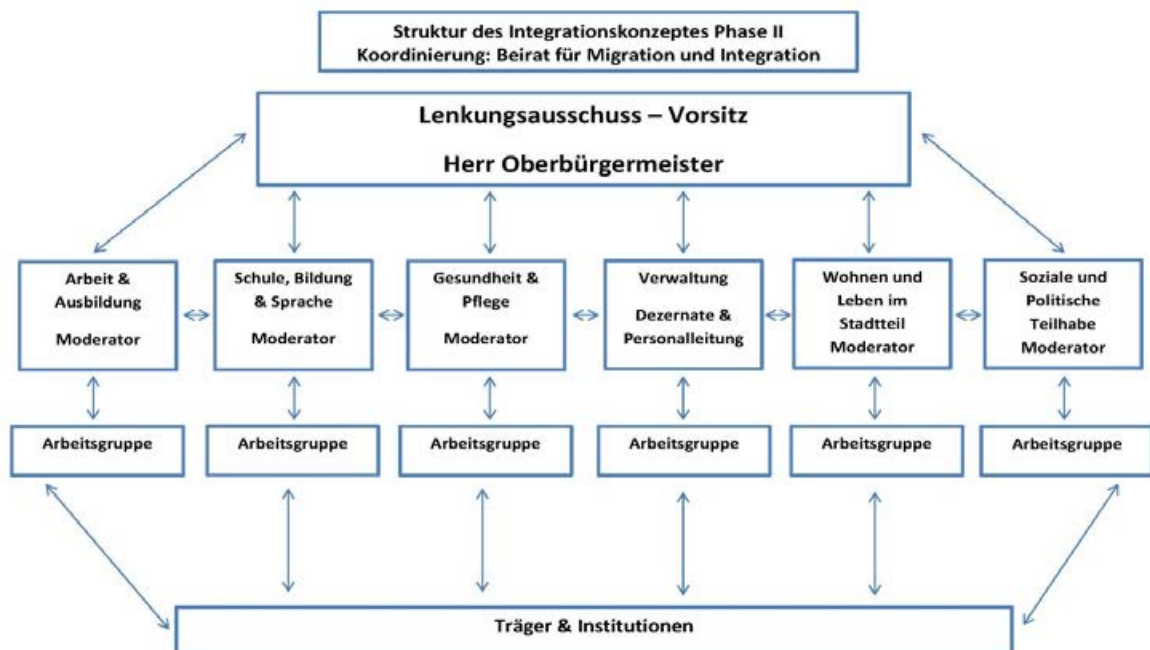 Struktur des Integrationskonzeptes Phase II
Koordinierung: Beirat für Migration und Integration
Lenkungsausschuss – Vorsitz
Herr Oberbürgermeister
Arbeit &
Ausbildung
Moderator
Schule, Bildung
& Sprache
Moderator
Gesundheit &
Pflege
Moderator
Verwaltung
Dezernate &
Personalleitung
Wohnen und
Leben im
Stadtteil
Moderator
Soziale und
Politische
Teilhabe
Moderator
Arbeitsgruppe
Arbeitsgruppe
Arbeitsgruppe
Arbeitsgruppe
Arbeitsgruppe
Arbeitsgruppe
Träger & Institutionen